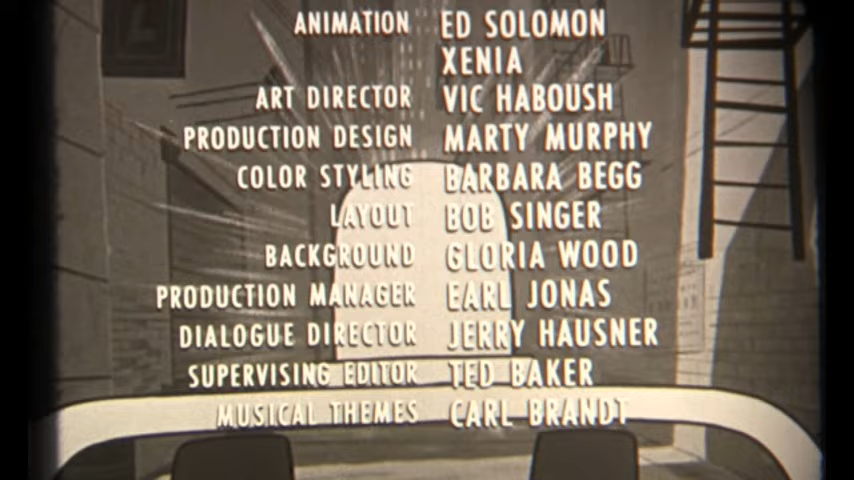 ANIMATION ED SOLOMON
XENIA
ART DIRECTOR VIC HABOUSH
PRODUCTION DESIGN MARTY MURPHY
COLOR STYLING BARBARA BEGG
LAYOUT BOB SINGER
BACKGROUND GLORIA WOOD
PRODUCTION MANAGER EARL JONAS
DIALOGUE DIRECTOR JERRY HAUSNER
SUPERVISING EDITOR TED BAKER
MUSICAL THEMES CARL BRANDT